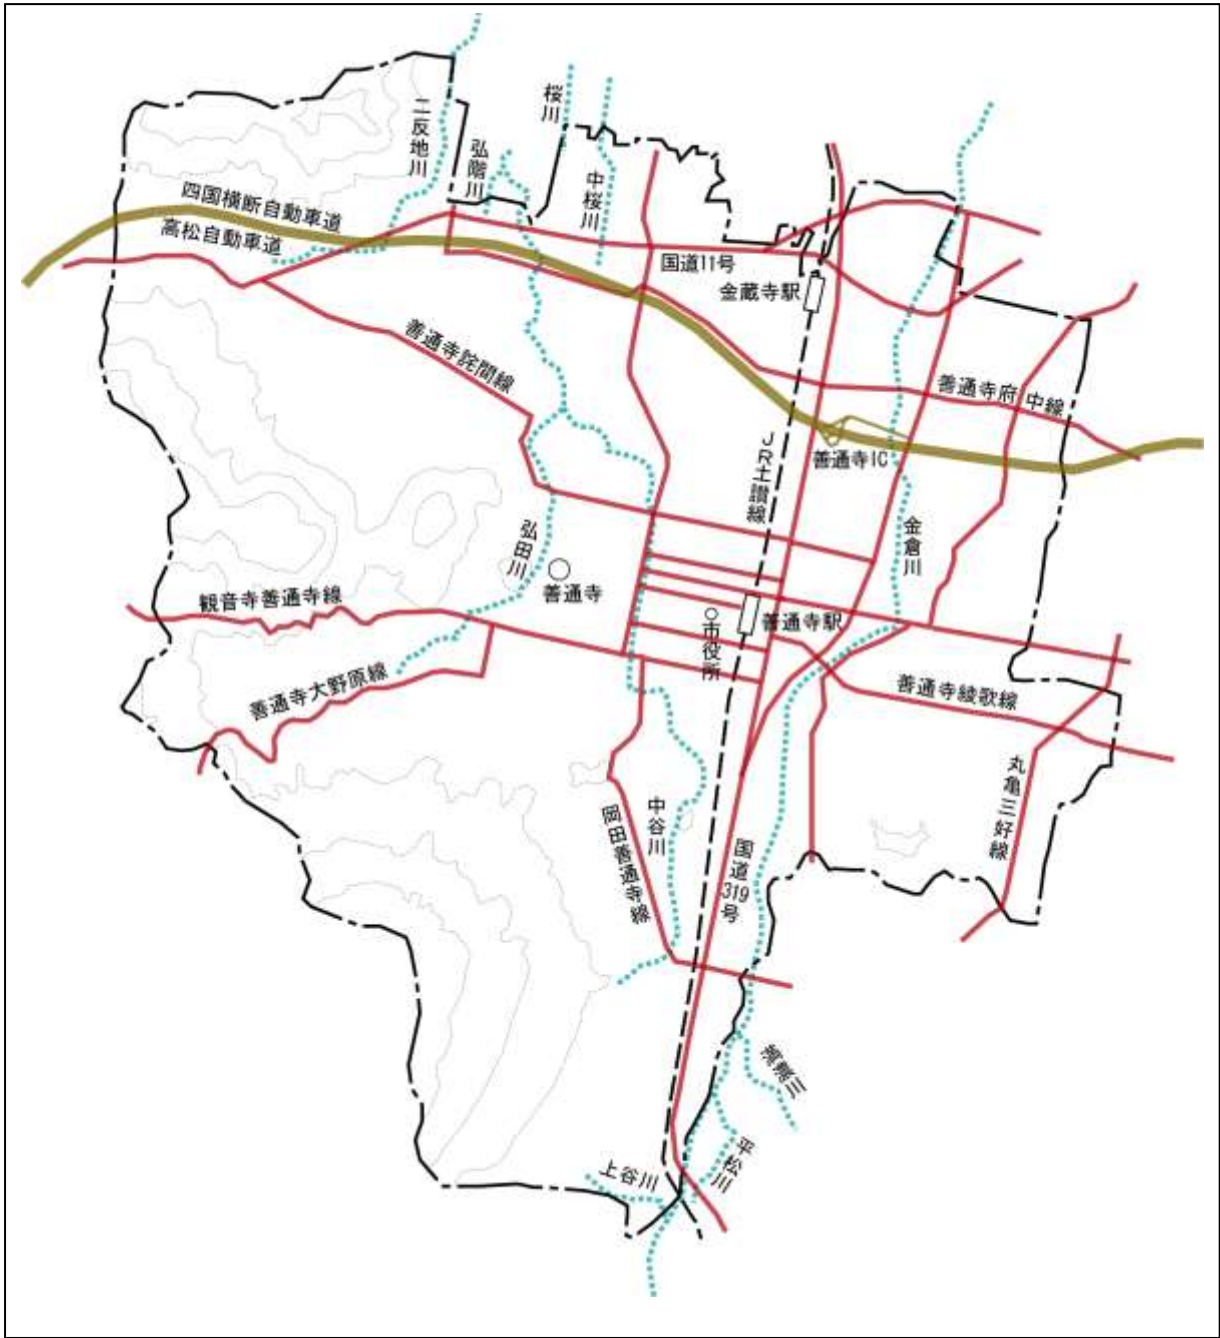 二反地川
弘階川
桜川
中桜川
四国横断自動車道
高松自動車道
国道11号
金蔵寺駅
善通寺詫間線
善通寺府中線
善通寺IC
JR土讃線
金倉川
弘田川
善通寺
観音寺善通寺線
市役所
善通寺駅
善通寺大野原線
善通寺綾歌線
丸亀三好線
中谷川
岡田善通寺線
国道319号
平松川
上谷川